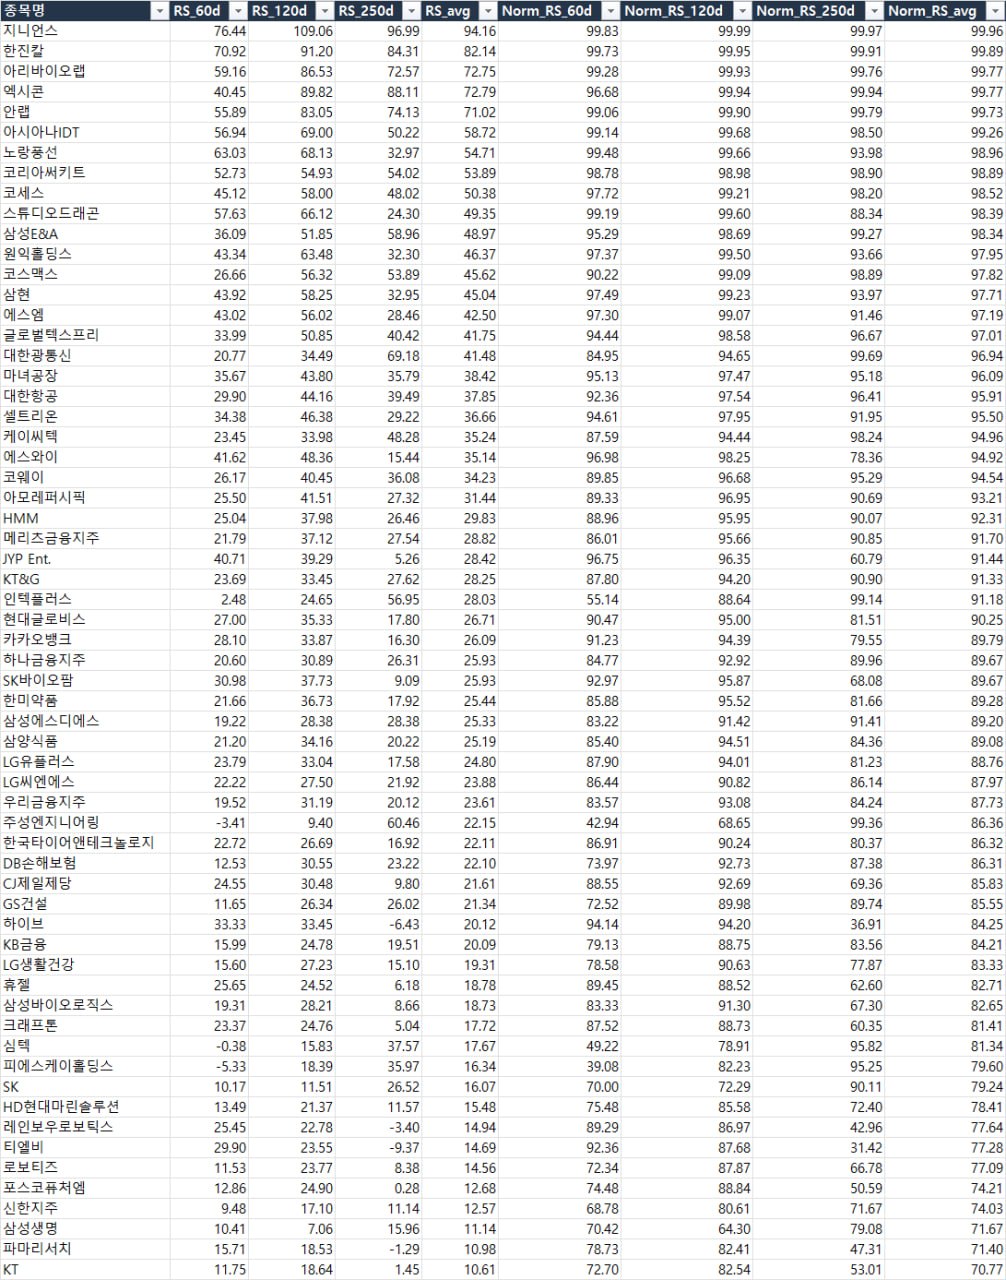 종목명 RS_60d RS_120d RS_250d RS_avg Norm_RS_60d Norm_RS_120d Norm_RS_250d Norm_RS_avg
지니언스 76.44 109.06 96.99 94.16 99.83 99.99 99.97 99.96
한진칼 70.92 91.20 84.31 82.14 99.73 99.95 99.91 99.89
아리바이오랩 59.16 86.53 72.57 72.75 99.28 99.93 99.76 99.77
엑시콘 40.45 89.82 88.11 72.79 96.68 99.94 99.94 99.77
안랩 55.89 83.05 74.13 71.02 99.06 99.90 99.79 99.73
아시아나IDT 56.94 69.00 50.22 58.72 99.14 99.68 98.50 99.26
노랑풍선 63.03 68.13 32.97 54.71 99.48 99.66 93.98 98.96
코리아써키트 52.73 54.93 54.02 53.89 98.78 98.98 98.90 98.89
코세스 45.12 58.00 48.02 50.38 97.72 99.21 98.20 98.52
스튜디오드래곤 57.63 66.12 24.30 49.35 99.19 99.60 88.34 98.39
삼성E&A 36.09 51.85 58.96 48.97 95.29 98.69 99.27 98.34
원익홀딩스 43.34 63.48 32.30 46.37 97.37 99.50 93.66 97.95
코스맥스 26.66 56.32 53.89 45.62 90.22 99.09 98.89 97.82
삼현 43.92 58.25 32.95 45.04 97.49 99.23 93.97 97.71
에스엠 43.02 56.02 28.46 42.50 97.30 99.07 91.46 97.19
글로벌텍스프리 33.99 50.85 40.42 41.75 94.44 98.58 96.67 97.01
대한광통신 20.77 34.49 69.18 41.48 84.95 94.65 99.69 96.94
마녀공장 35.67 43.80 35.79 38.42 95.13 97.47 95.18 96.09
대한항공 29.90 44.16 39.49 37.85 92.36 97.54 96.41 95.91
셀트리온 34.38 46.38 29.22 36.66 94.61 97.95 91.95 95.50
케이씨텍 23.45 33.98 48.28 35.24 87.59 94.44 98.24 94.96
에스와이 41.62 48.36 15.44 35.14 96.98 98.25 78.36 94.92
코웨이 26.17 40.45 36.08 34.23 89.85 96.68 95.29 94.54
아모레퍼시픽 25.50 41.51 27.32 31.44 89.33 96.95 90.69 93.21
HMM 25.04 37.98 26.46 29.83 88.96 95.95 90.07 92.31
메리츠금융지주 21.79 37.12 27.54 28.82 86.01 95.66 90.85 91.70
JYP Ent. 40.71 39.29 5.26 28.42 96.75 96.35 60.79 91.44
KT&G 23.69 33.45 27.62 28.25 87.80 94.20 90.90 91.33
인텍플러스 2.48 24.65 56.95 28.03 55.14 88.64 99.14 91.18
현대글로비스 27.00 35.33 17.80 26.71 90.47 95.00 81.51 90.25
카카오뱅크 28.10 33.87 16.30 26.09 91.23 94.39 79.55 89.79
하나금융지주 20.60 30.89 26.31 25.93 84.77 92.92 89.96 89.67
SK바이오팜 30.98 37.73 9.09 25.93 92.97 95.87 68.08 89.67
한미약품 21.66 36.73 17.92 25.44 85.88 95.52 81.66 89.28
삼성에스디에스 19.22 28.38 28.38 25.33 83.22 91.42 91.41 89.20
삼양식품 21.20 34.16 20.22 25.19 85.40 94.51 84.36 89.08
LG유플러스 23.79 33.04 17.58 24.80 87.90 94.01 81.23 88.76
LG씨엔에스 22.22 27.50 21.92 23.88 86.44 90.82 86.14 87.97
우리금융지주 19.52 31.19 20.12 23.61 83.57 93.08 84.24 87.73
주성엔지니어링 -3.41 9.40 60.46 22.15 42.94 68.65 99.36 86.36
한국타이어앤테크놀로지 22.72 26.69 16.92 22.11 86.91 90.24 80.37 86.32
DB손해보험 12.53 30.55 23.22 22.10 73.97 92.73 87.38 86.31
CJ제일제당 24.55 30.48 9.80 21.61 88.55 92.69 69.36 85.83
GS건설 11.65 26.34 26.02 21.34 72.52 89.98 89.74 85.55
하이브 33.33 33.45 -6.43 20.12 94.14 94.20 36.91 84.25
KB금융 15.99 24.78 19.51 20.09 79.13 88.75 83.56 84.21
LG생활건강 15.60 27.23 15.10 19.31 78.58 90.63 77.87 83.33
휴젤 25.65 24.52 6.18 18.78 89.45 88.52 62.60 82.71
삼성바이오로직스 19.31 28.21 8.66 18.73 83.33 91.30 67.30 82.65
크래프톤 23.37 24.76 5.04 17.72 87.52 88.73 60.35 81.41
심텍 -0.38 15.83 37.57 17.67 49.22 78.91 95.82 81.34
피에스케이홀딩스 -5.33 18.39 35.97 16.34 39.08 82.23 95.25 79.60
SK 10.17 11.51 26.52 16.07 70.00 72.29 90.11 79.24
HD현대마린솔루션 13.49 21.37 11.57 15.48 75.48 85.58 72.40 78.41
레인보우로보틱스 25.45 22.78 -3.40 14.94 89.29 86.97 42.96 77.64
티엘비 29.90 23.55 -9.37 14.69 92.36 87.68 31.42 77.28
로보티즈 11.53 23.77 8.38 14.56 72.34 87.87 66.78 77.09
포스코퓨처엠 12.86 24.90 0.28 12.68 74.48 88.84 50.59 74.21
신한지주 9.48 17.10 11.14 12.57 68.78 80.61 71.67 74.03
삼성생명 10.41 7.06 15.96 11.14 70.42 64.30 79.08 71.67
파마리서치 15.71 18.53 -1.29 10.98 78.73 82.41 47.31 71.40
KT 11.75 18.64 1.45 10.61 72.70 82.54 53.01 70.77